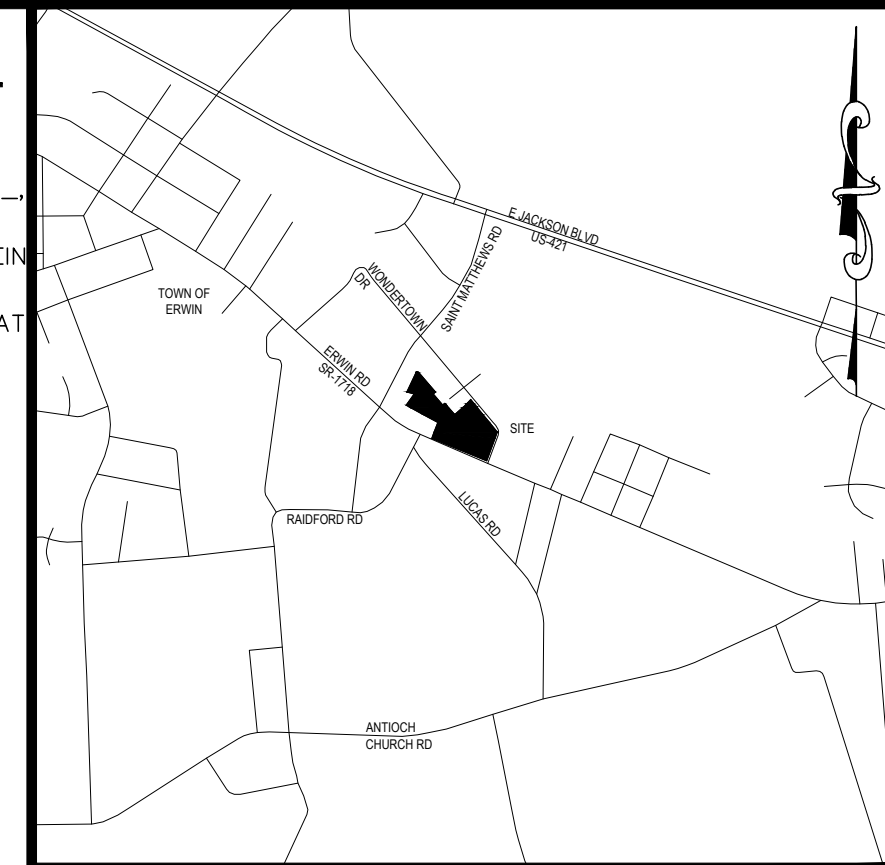 E JACKSON BLVD
US-421
SAINT MATTHEWS RD
WONDERTOWN
DR
TOWN OF
ERWIN
ERWIN RD
SR-1718
SITE
LUCAS RD
RAIDFORD RD
ANTIOCH
CHURCH RD